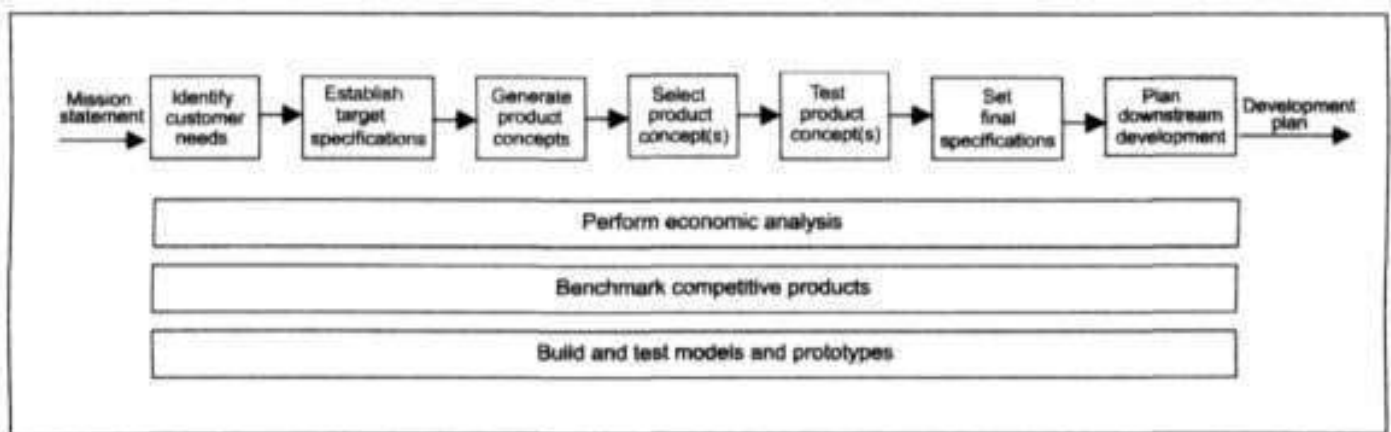 Mission
statement
Identify
customer
needs
Establish
target
specifications
Generate
product
concepts
Select
product
concept(s)
Test
product
concept(s)
Set
final
specifications
Plan
downstream
development
Development
plan
Perform economic analysis
Benchmark competitive products
Build and test models and prototypes